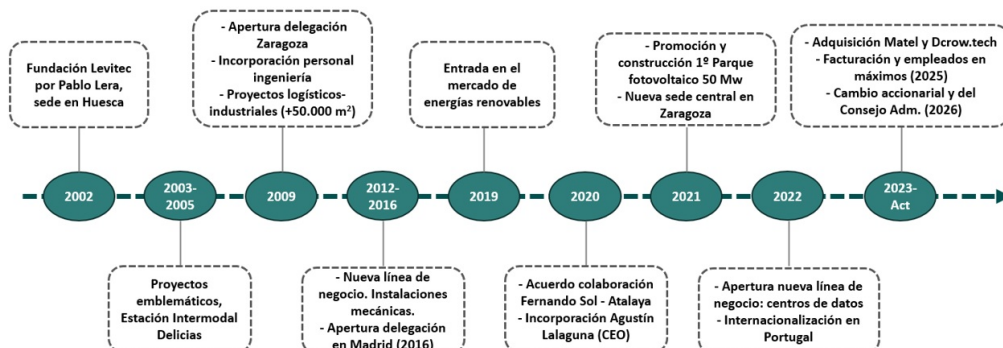 Fundación Levitec
por Pablo Lera,
sede en Huesca
- Apertura delegación
Zaragoza
- Incorporación personal
ingeniería
- Proyectos logísticos-
industriales (+50.000 m²)
Entrada en el
mercado de
energías renovables
- Promoción y
construcción 1º Parque
fotovoltaico 50 Mw
- Nueva sede central en
Zaragoza
- Adquisición Matel y Dcrow.tech
- Facturación y empleados en
máximos (2025)
- Cambio accionarial y del
Consejo Adm. (2026)
2002
2003-
2005
2009
2012-
2016
2019
2020
2021
2022
2023-
Act
Proyectos
emblemáticos,
Estación Intermodal
Delicias
- Nueva línea de
negocio. Instalaciones
mecánicas.
- Apertura delegación
en Madrid (2016)
- Acuerdo colaboración
Fernando Sol - Atalaya
- Incorporación Agustín
Lalaguna (CEO)
- Apertura nueva línea de
negocio: centros de datos
- Internacionalización en
Portugal